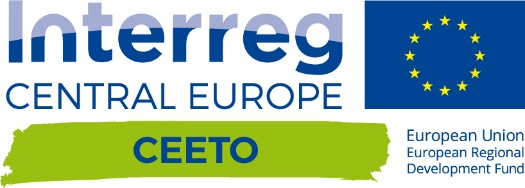 Interreg
CENTRAL EUROPE
CEETO
European Union
European Regional
Development Fund